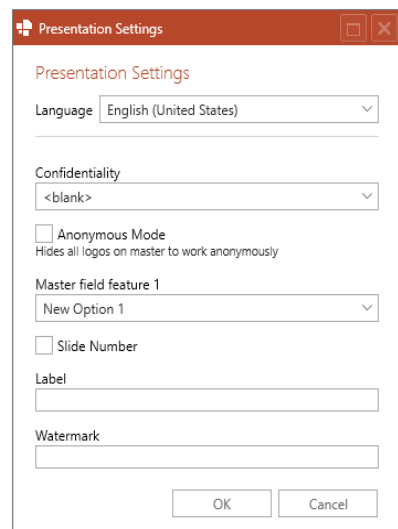 Presentation Settings
Presentation Settings
Language English (United States)
Confidentiality
<blank>
Anonymous Mode
Hides all logos on master to work anonymously
Master field feature 1
New Option 1
Slide Number
Label
Watermark
OK Cancel